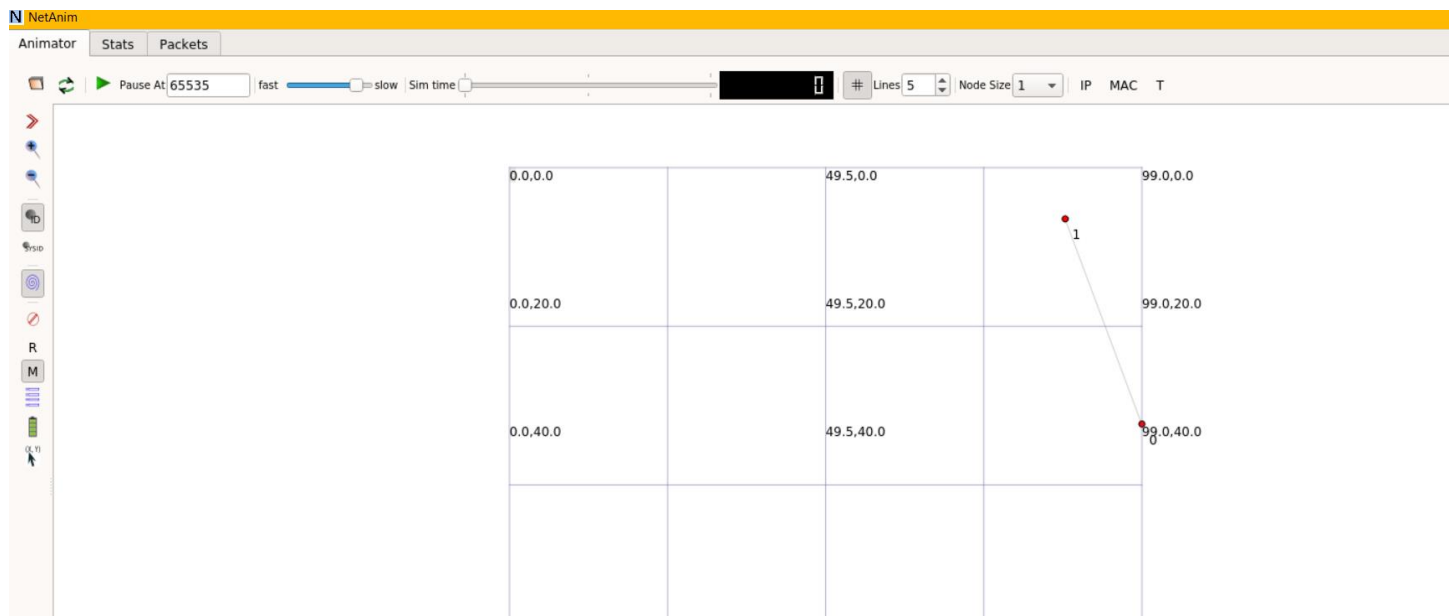 N NetAnim
Animator Stats Packets
Pause At 65535 fast slow Sim time 0 # Lines 5 Node Size 1 IP MAC T
0.0,0.0 49.5,0.0 99.0,0.0
ID
1
SYSID
0.0,20.0 49.5,20.0 99.0,20.0
R
M
0.0,40.0 49.5,40.0 99.0,40.0
0
(X, Y)